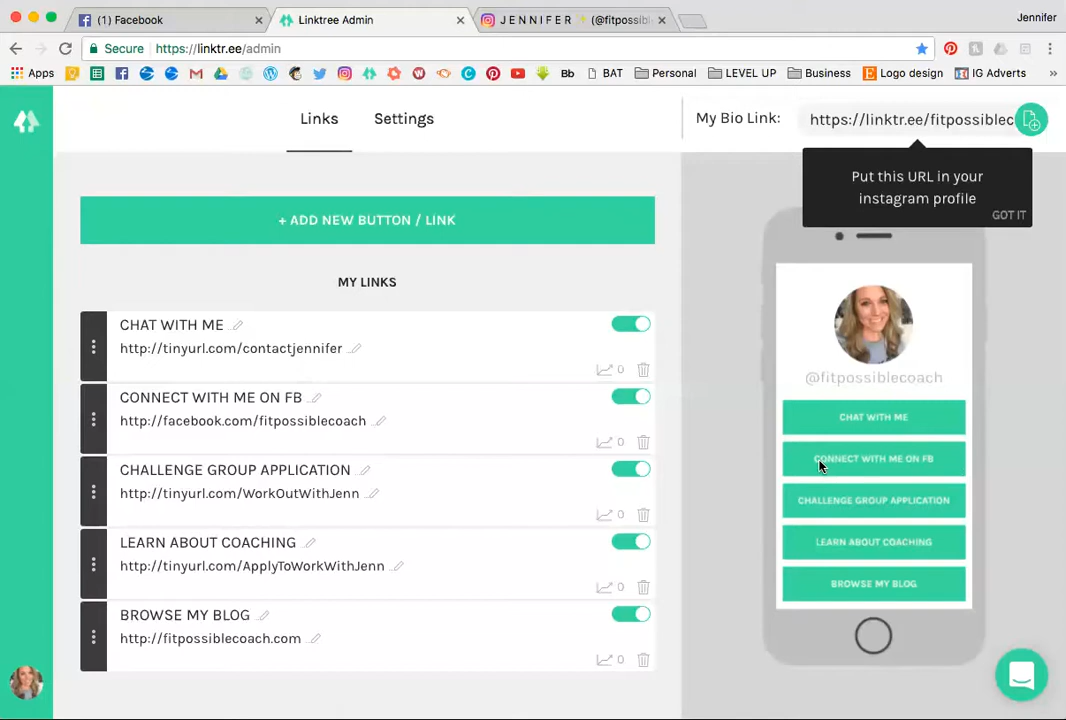 (1) Facebook
Linktree Admin
J E N N I F E R ✨ (@fitpossibl
Jennifer
Secure
https://linktr.ee/admin
Apps
Bb
BAT
Personal
LEVEL UP
Business
Logo design
IG Adverts
»
Links
Settings
My Bio Link:
https://linktr.ee/fitpossiblec
Put this URL in your
instagram profile
GOT IT
+ ADD NEW BUTTON / LINK
MY LINKS
CHAT WITH ME
http://tinyurl.com/contactjennifer
0
CONNECT WITH ME ON FB
http://facebook.com/fitpossiblecoach
0
CHALLENGE GROUP APPLICATION
http://tinyurl.com/WorkOutWithJenn
0
LEARN ABOUT COACHING
http://tinyurl.com/ApplyToWorkWithJenn
0
BROWSE MY BLOG
http://fitpossiblecoach.com
0
@fitpossiblecoach
CHAT WITH ME
CONNECT WITH ME ON FB
CHALLENGE GROUP APPLICATION
LEARN ABOUT COACHING
BROWSE MY BLOG